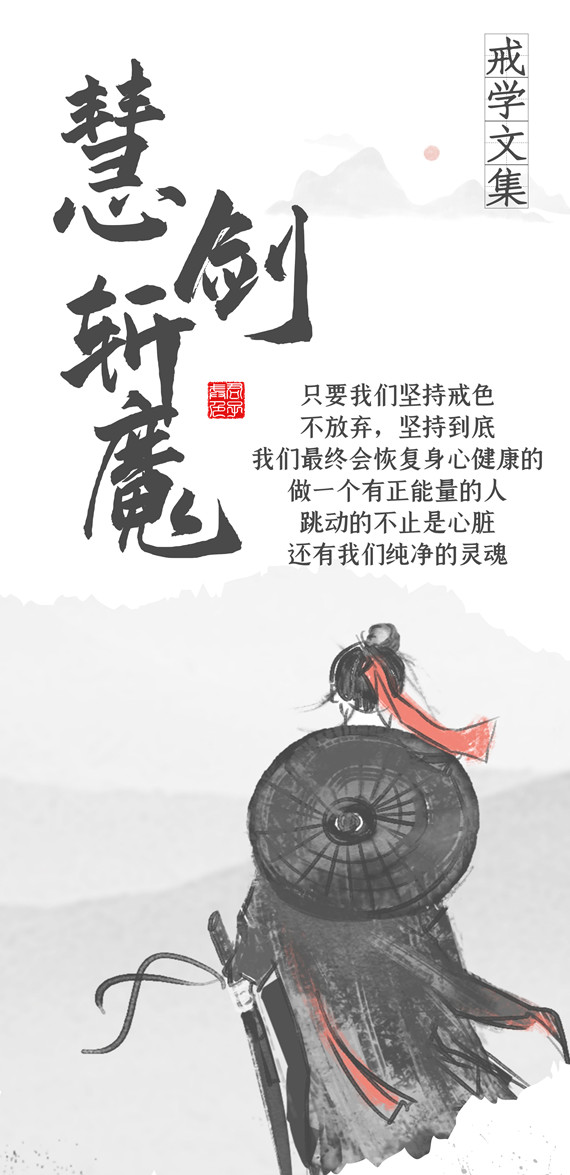 戒学文集
慧剑
斩魔
只要我们坚持戒色
不放弃，坚持到底
我们最终会恢复身心健康的
做一个有正能量的人
跳动的不止是心脏
还有我们纯净的灵魂